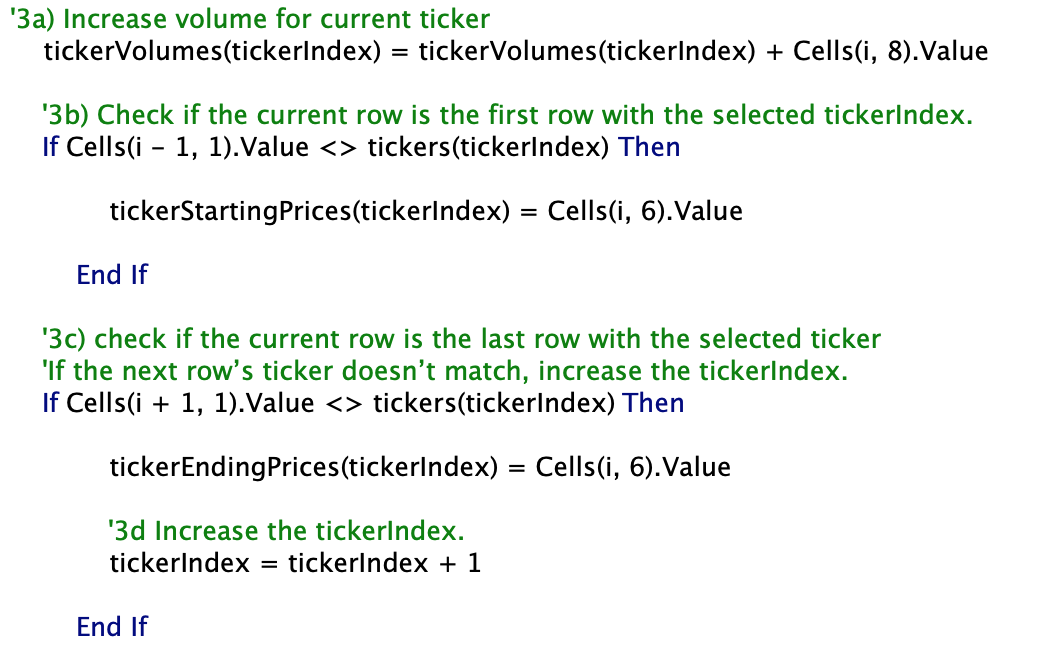 '3a) Increase volume for current ticker
tickerVolumes(tickerIndex) = tickerVolumes(tickerIndex) + Cells(i, 8).Value
'3b) Check if the current row is the first row with the selected tickerIndex.
If Cells(i - 1, 1).Value <> tickers(tickerIndex) Then
tickerStartingPrices(tickerIndex) = Cells(i, 6).Value
End If
'3c) check if the current row is the last row with the selected ticker
'If the next row’s ticker doesn’t match, increase the tickerIndex.
If Cells(i + 1, 1).Value <> tickers(tickerIndex) Then
tickerEndingPrices(tickerIndex) = Cells(i, 6).Value
'3d Increase the tickerIndex.
tickerIndex = tickerIndex + 1
End If